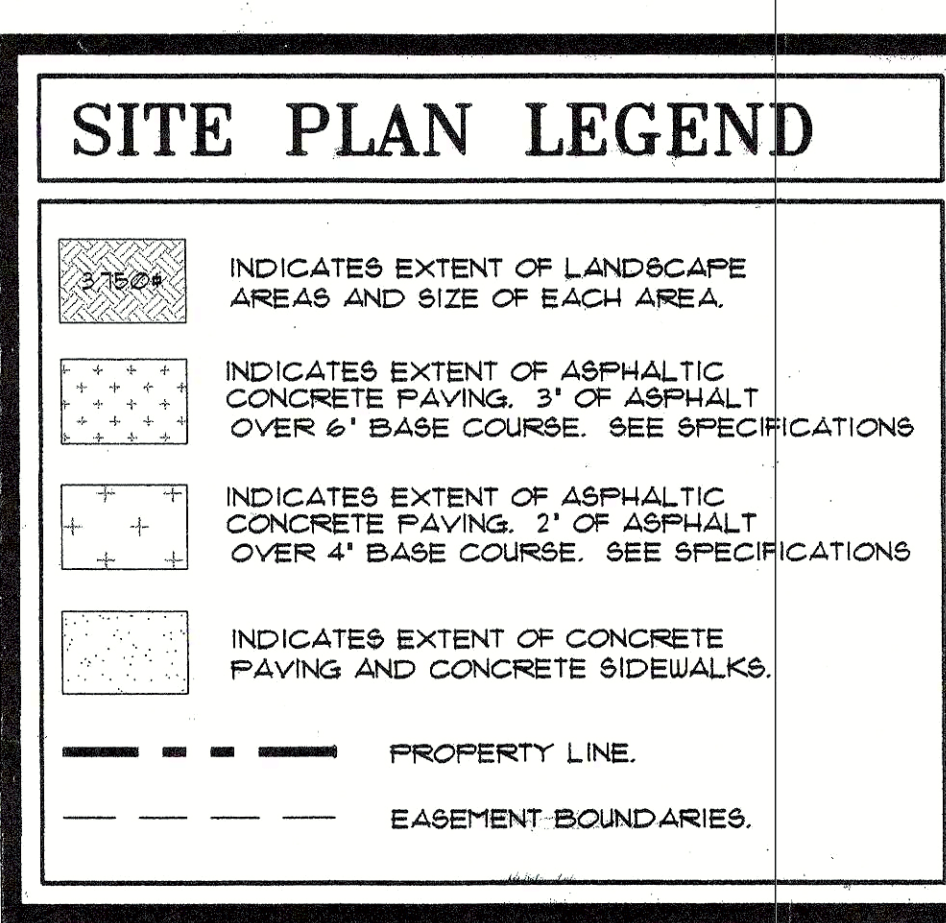 SITE PLAN LEGEND
3750#
INDICATES EXTENT OF LANDSCAPE
AREAS AND SIZE OF EACH AREA.
INDICATES EXTENT OF ASPHALTIC
CONCRETE PAVING. 3" OF ASPHALT
OVER 6" BASE COURSE. SEE SPECIFICATIONS
INDICATES EXTENT OF ASPHALTIC
CONCRETE PAVING. 2" OF ASPHALT
OVER 4" BASE COURSE. SEE SPECIFICATIONS
INDICATES EXTENT OF CONCRETE
PAVING AND CONCRETE SIDEWALKS.
PROPERTY LINE.
EASEMENT BOUNDARIES.